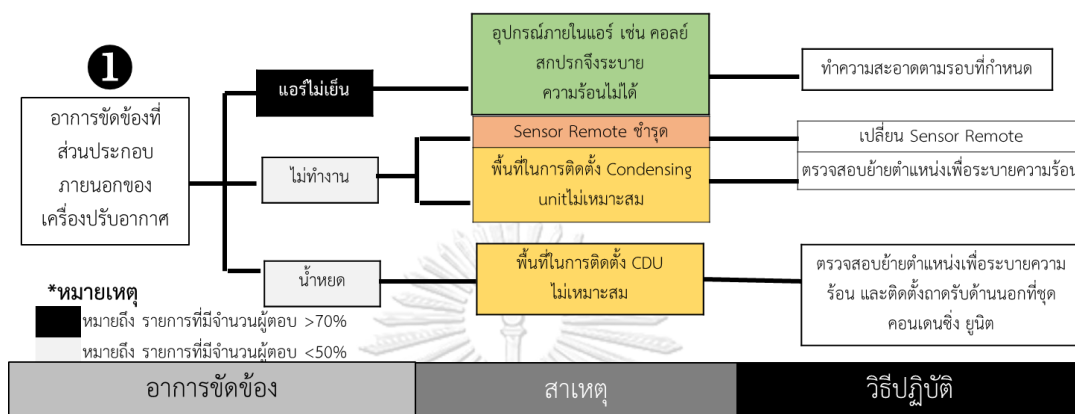 ❶
อาการขัดข้องที่
ส่วนประกอบ
ภายนอกของ
เครื่องปรับอากาศ
แอร์ไม่เย็น
อุปกรณ์ภายในแอร์ เช่น คอลย์
สกปรกจึงระบาย
ความร้อนไม่ได้
ทำความสะอาดตามรอบที่กำหนด
ไม่ทำงาน
Sensor Remote ชำรุด
เปลี่ยน Sensor Remote
พื้นที่ในการติดตั้ง Condensing
unitไม่เหมาะสม
ตรวจสอบย้ายตำแหน่งเพื่อระบายความร้อน
น้ำหยด
พื้นที่ในการติดตั้ง CDU
ไม่เหมาะสม
ตรวจสอบย้ายตำแหน่งเพื่อระบายความ
ร้อน และติดตั้งถาดรับด้านนอกที่ชุด
คอนเดนซิ่ง ยูนิต
*หมายเหตุ
หมายถึง รายการที่มีจำนวนผู้ตอบ >70%
หมายถึง รายการที่มีจำนวนผู้ตอบ <50%
อาการขัดข้อง
สาเหตุ
วิธีปฏิบัติ